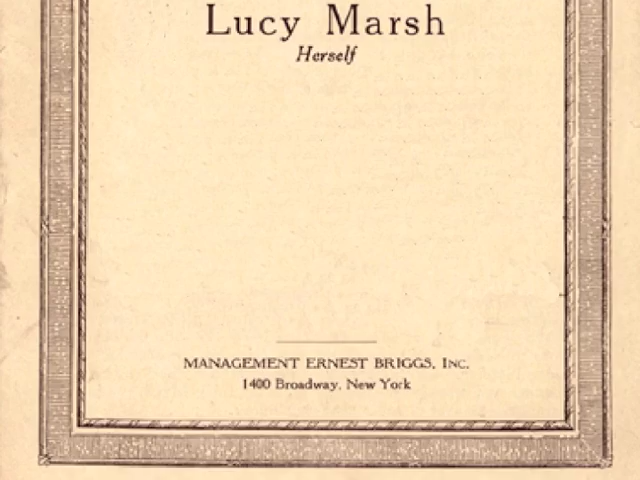 Lucy Marsh
Herself
MANAGEMENT ERNEST BRIGGS, INC.
1400 Broadway, New York